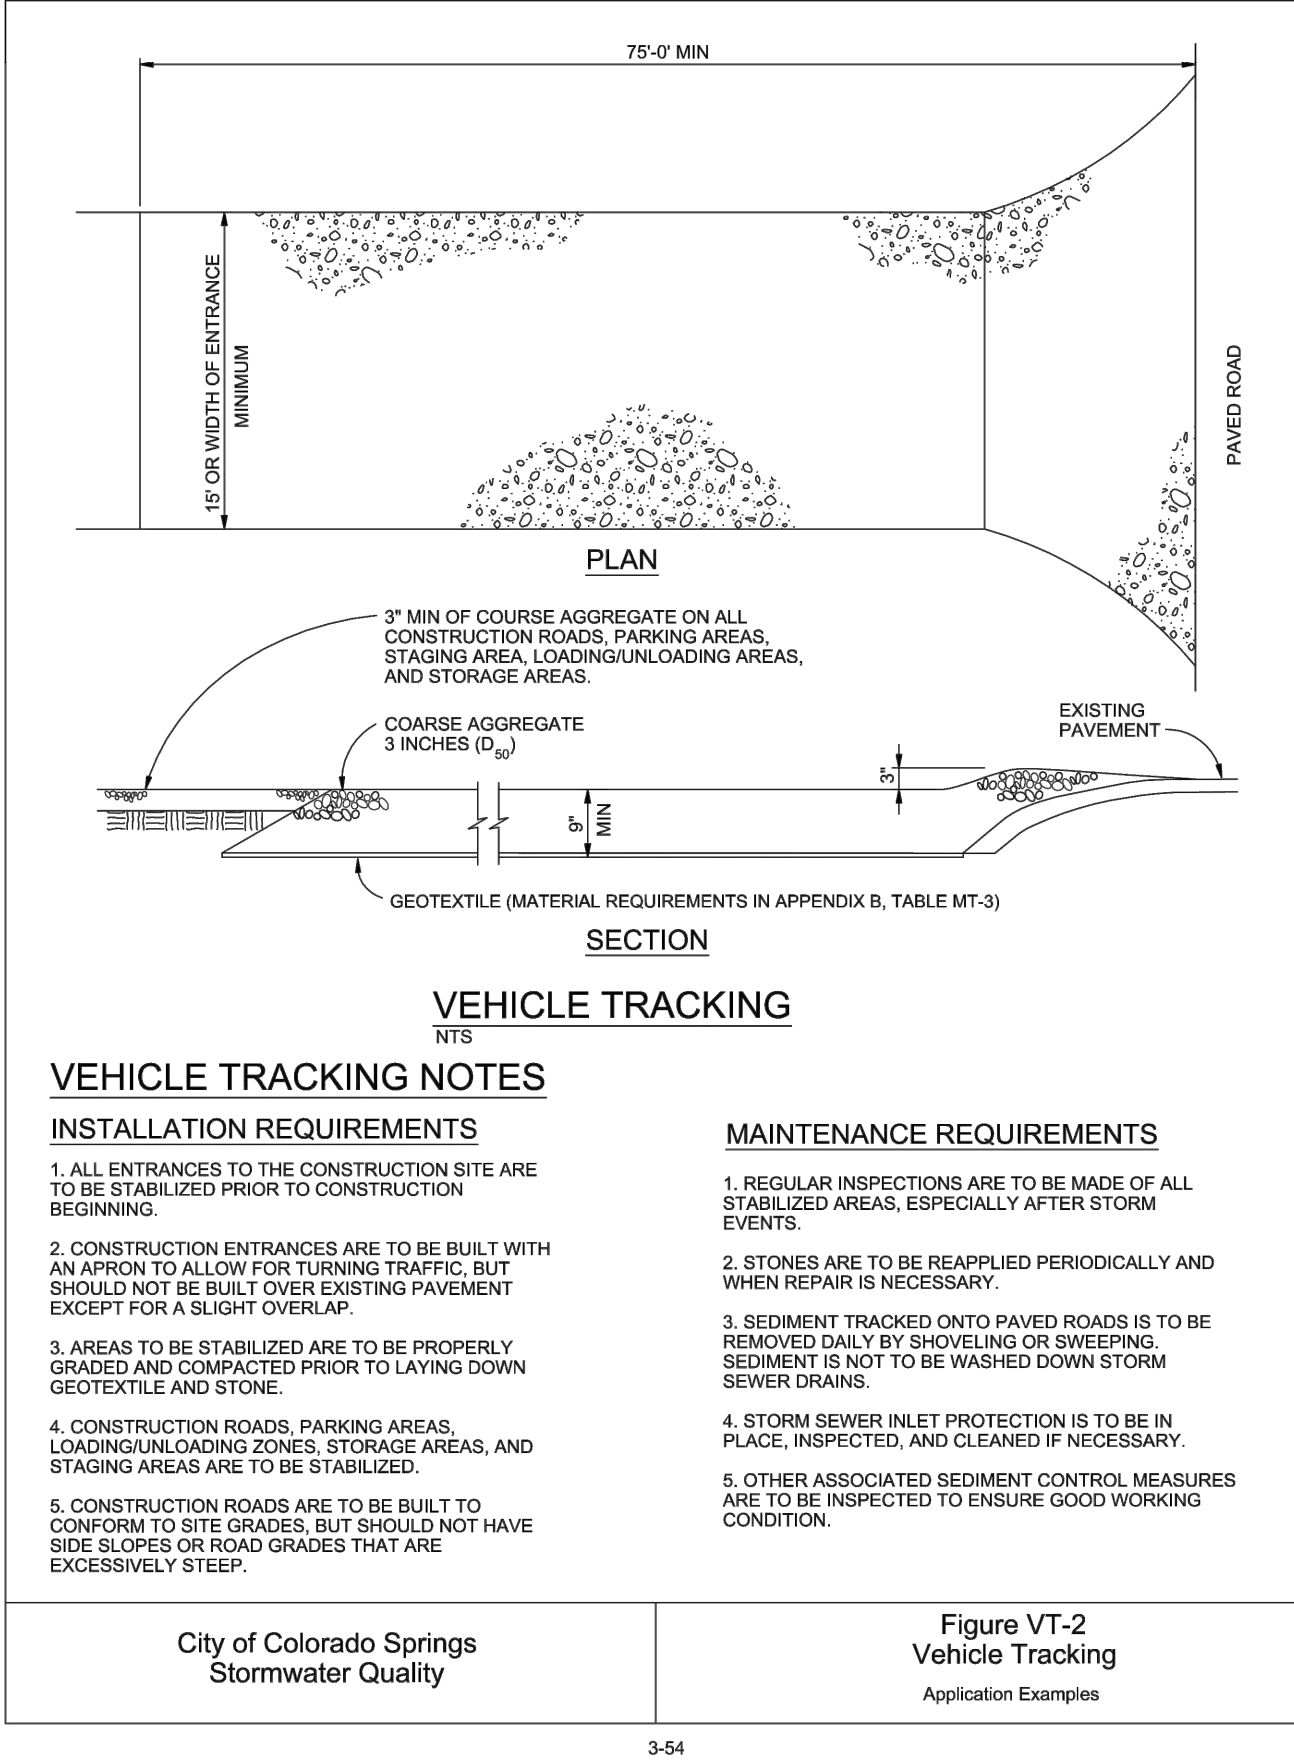 75'-0' MIN
15' OR WIDTH OF ENTRANCE
MINIMUM
PAVED ROAD
PLAN
3" MIN OF COURSE AGGREGATE ON ALL
CONSTRUCTION ROADS, PARKING AREAS,
STAGING AREA, LOADING/UNLOADING AREAS,
AND STORAGE AREAS.
COARSE AGGREGATE
3 INCHES (D50)
EXISTING
PAVEMENT
3"
9"
MIN
GEOTEXTILE (MATERIAL REQUIREMENTS IN APPENDIX B, TABLE MT-3)
SECTION
VEHICLE TRACKING
NTS
VEHICLE TRACKING NOTES
INSTALLATION REQUIREMENTS
1. ALL ENTRANCES TO THE CONSTRUCTION SITE ARE
TO BE STABILIZED PRIOR TO CONSTRUCTION
BEGINNING.
2. CONSTRUCTION ENTRANCES ARE TO BE BUILT WITH
AN APRON TO ALLOW FOR TURNING TRAFFIC, BUT
SHOULD NOT BE BUILT OVER EXISTING PAVEMENT
EXCEPT FOR A SLIGHT OVERLAP.
3. AREAS TO BE STABILIZED ARE TO BE PROPERLY
GRADED AND COMPACTED PRIOR TO LAYING DOWN
GEOTEXTILE AND STONE.
4. CONSTRUCTION ROADS, PARKING AREAS,
LOADING/UNLOADING ZONES, STORAGE AREAS, AND
STAGING AREAS ARE TO BE STABILIZED.
5. CONSTRUCTION ROADS ARE TO BE BUILT TO
CONFORM TO SITE GRADES, BUT SHOULD NOT HAVE
SIDE SLOPES OR ROAD GRADES THAT ARE
EXCESSIVELY STEEP.
MAINTENANCE REQUIREMENTS
1. REGULAR INSPECTIONS ARE TO BE MADE OF ALL
STABILIZED AREAS, ESPECIALLY AFTER STORM
EVENTS.
2. STONES ARE TO BE REAPPLIED PERIODICALLY AND
WHEN REPAIR IS NECESSARY.
3. SEDIMENT TRACKED ONTO PAVED ROADS IS TO BE
REMOVED DAILY BY SHOVELING OR SWEEPING.
SEDIMENT IS NOT TO BE WASHED DOWN STORM
SEWER DRAINS.
4. STORM SEWER INLET PROTECTION IS TO BE IN
PLACE, INSPECTED, AND CLEANED IF NECESSARY.
5. OTHER ASSOCIATED SEDIMENT CONTROL MEASURES
ARE TO BE INSPECTED TO ENSURE GOOD WORKING
CONDITION.
City of Colorado Springs
Stormwater Quality
Figure VT-2
Vehicle Tracking
Application Examples
3-54